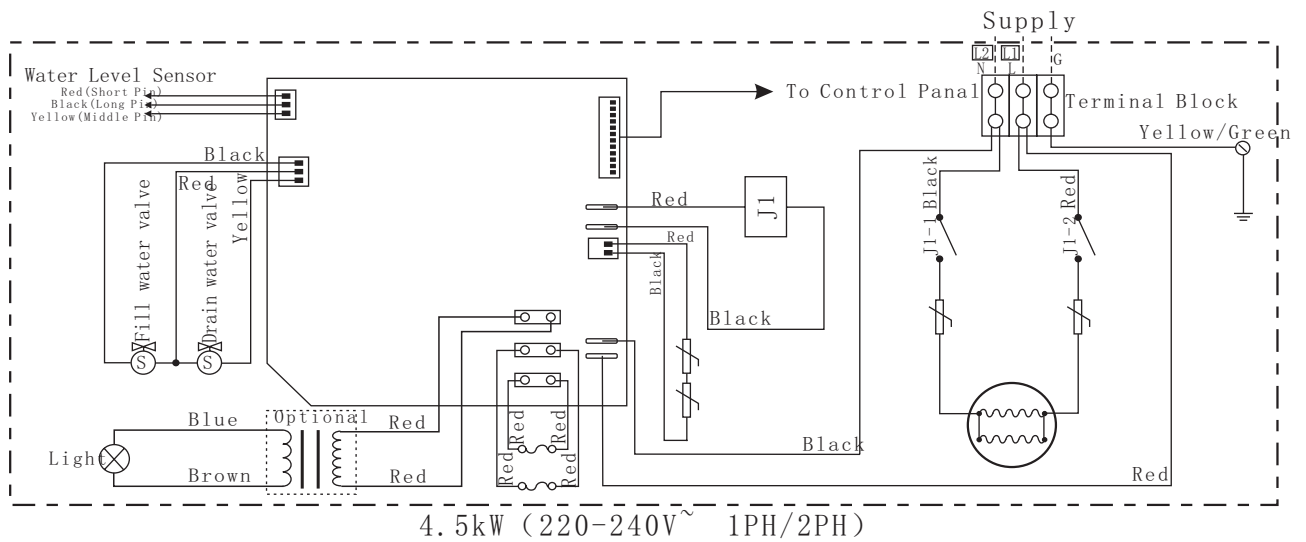 Supply
L2 L1 G
N L
Water Level Sensor
Red(Short Pin)
Black(Long Pin)
Yellow(Middle Pin)
To Control Panal
Terminal Block
Yellow/Green
Black
Red
Yellow
Fill water valve
Drain water valve
S
S
Red
J1
Red
Black
Black
J1-1 Black
J1-2 Red
Optional
Blue
Red
Light
Brown
Red
Red
Red
Red
Red
Black
Red
4.5kW (220-240V~ 1PH/2PH)